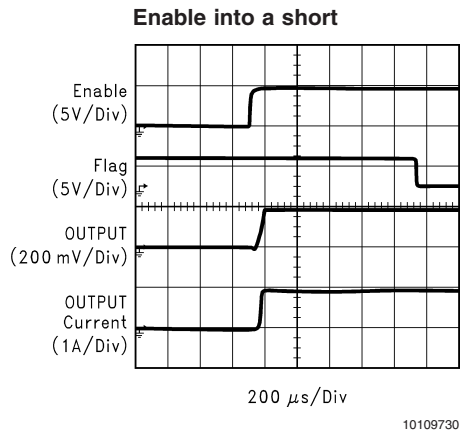 Enable into a short
Enable
(5V/Div)
Flag
(5V/Div)
OUTPUT
(200 mV/Div)
OUTPUT
Current
(1A/Div)
200 μs/Div
10109730